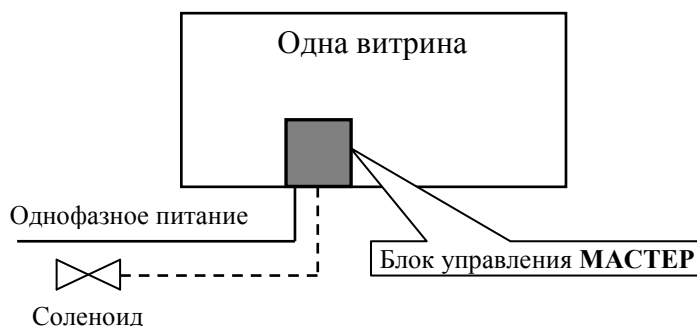 Одна витрина
Однофазное питание
Блок управления МАСТЕР
Соленоид